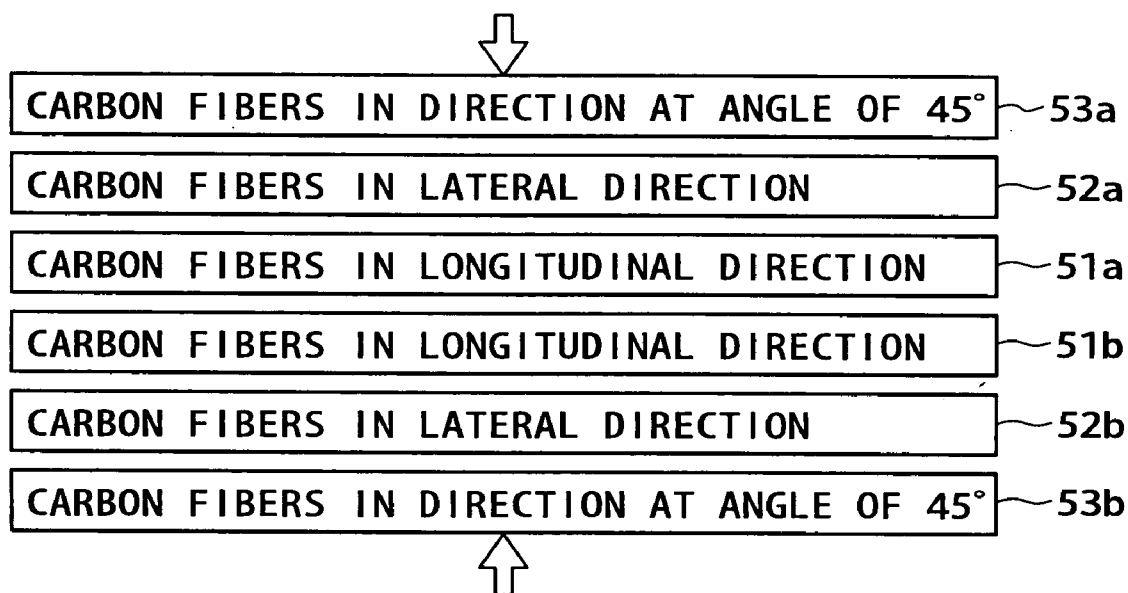 CARBON FIBERS IN DIRECTION AT ANGLE OF 45° 53a
CARBON FIBERS IN LATERAL DIRECTION 52a
CARBON FIBERS IN LONGITUDINAL DIRECTION 51a
CARBON FIBERS IN LONGITUDINAL DIRECTION 51b
CARBON FIBERS IN LATERAL DIRECTION 52b
CARBON FIBERS IN DIRECTION AT ANGLE OF 45° 53b